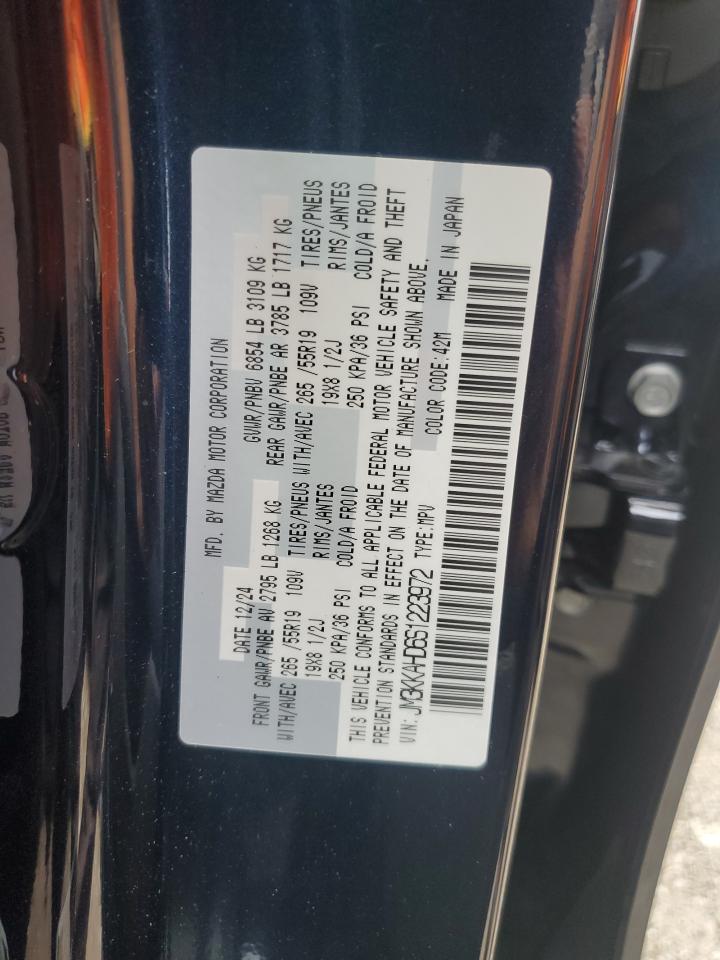 MFD. BY MAZDA MOTOR CORPORATION
DATE 12/24 GVWR/PNBV 6854 LB 3109 KG
FRONT GAWR/PNBE AV 2795 LB 1268 KG REAR GAWR/PNBE AR 3785 LB 1717 KG
WITH/AVEC 265 /55R19 109V TIRES/PNEUS WITH/AVEC 265 /55R19 109V TIRES/PNEUS
19X8 1/2J RIMS/JANTES 19X8 1/2J RIMS/JANTES
250 KPA/36 PSI COLD/A FROID 250 KPA/36 PSI COLD/A FROID
THIS VEHICLE CONFORMS TO ALL APPLICABLE FEDERAL MOTOR VEHICLE SAFETY AND THEFT
PREVENTION STANDARDS IN EFFECT ON THE DATE OF MANUFACTURE SHOWN ABOVE.
VIN: JM3KKAHD6S1223972 TYPE:MPV COLOR CODE:42M MADE IN JAPAN